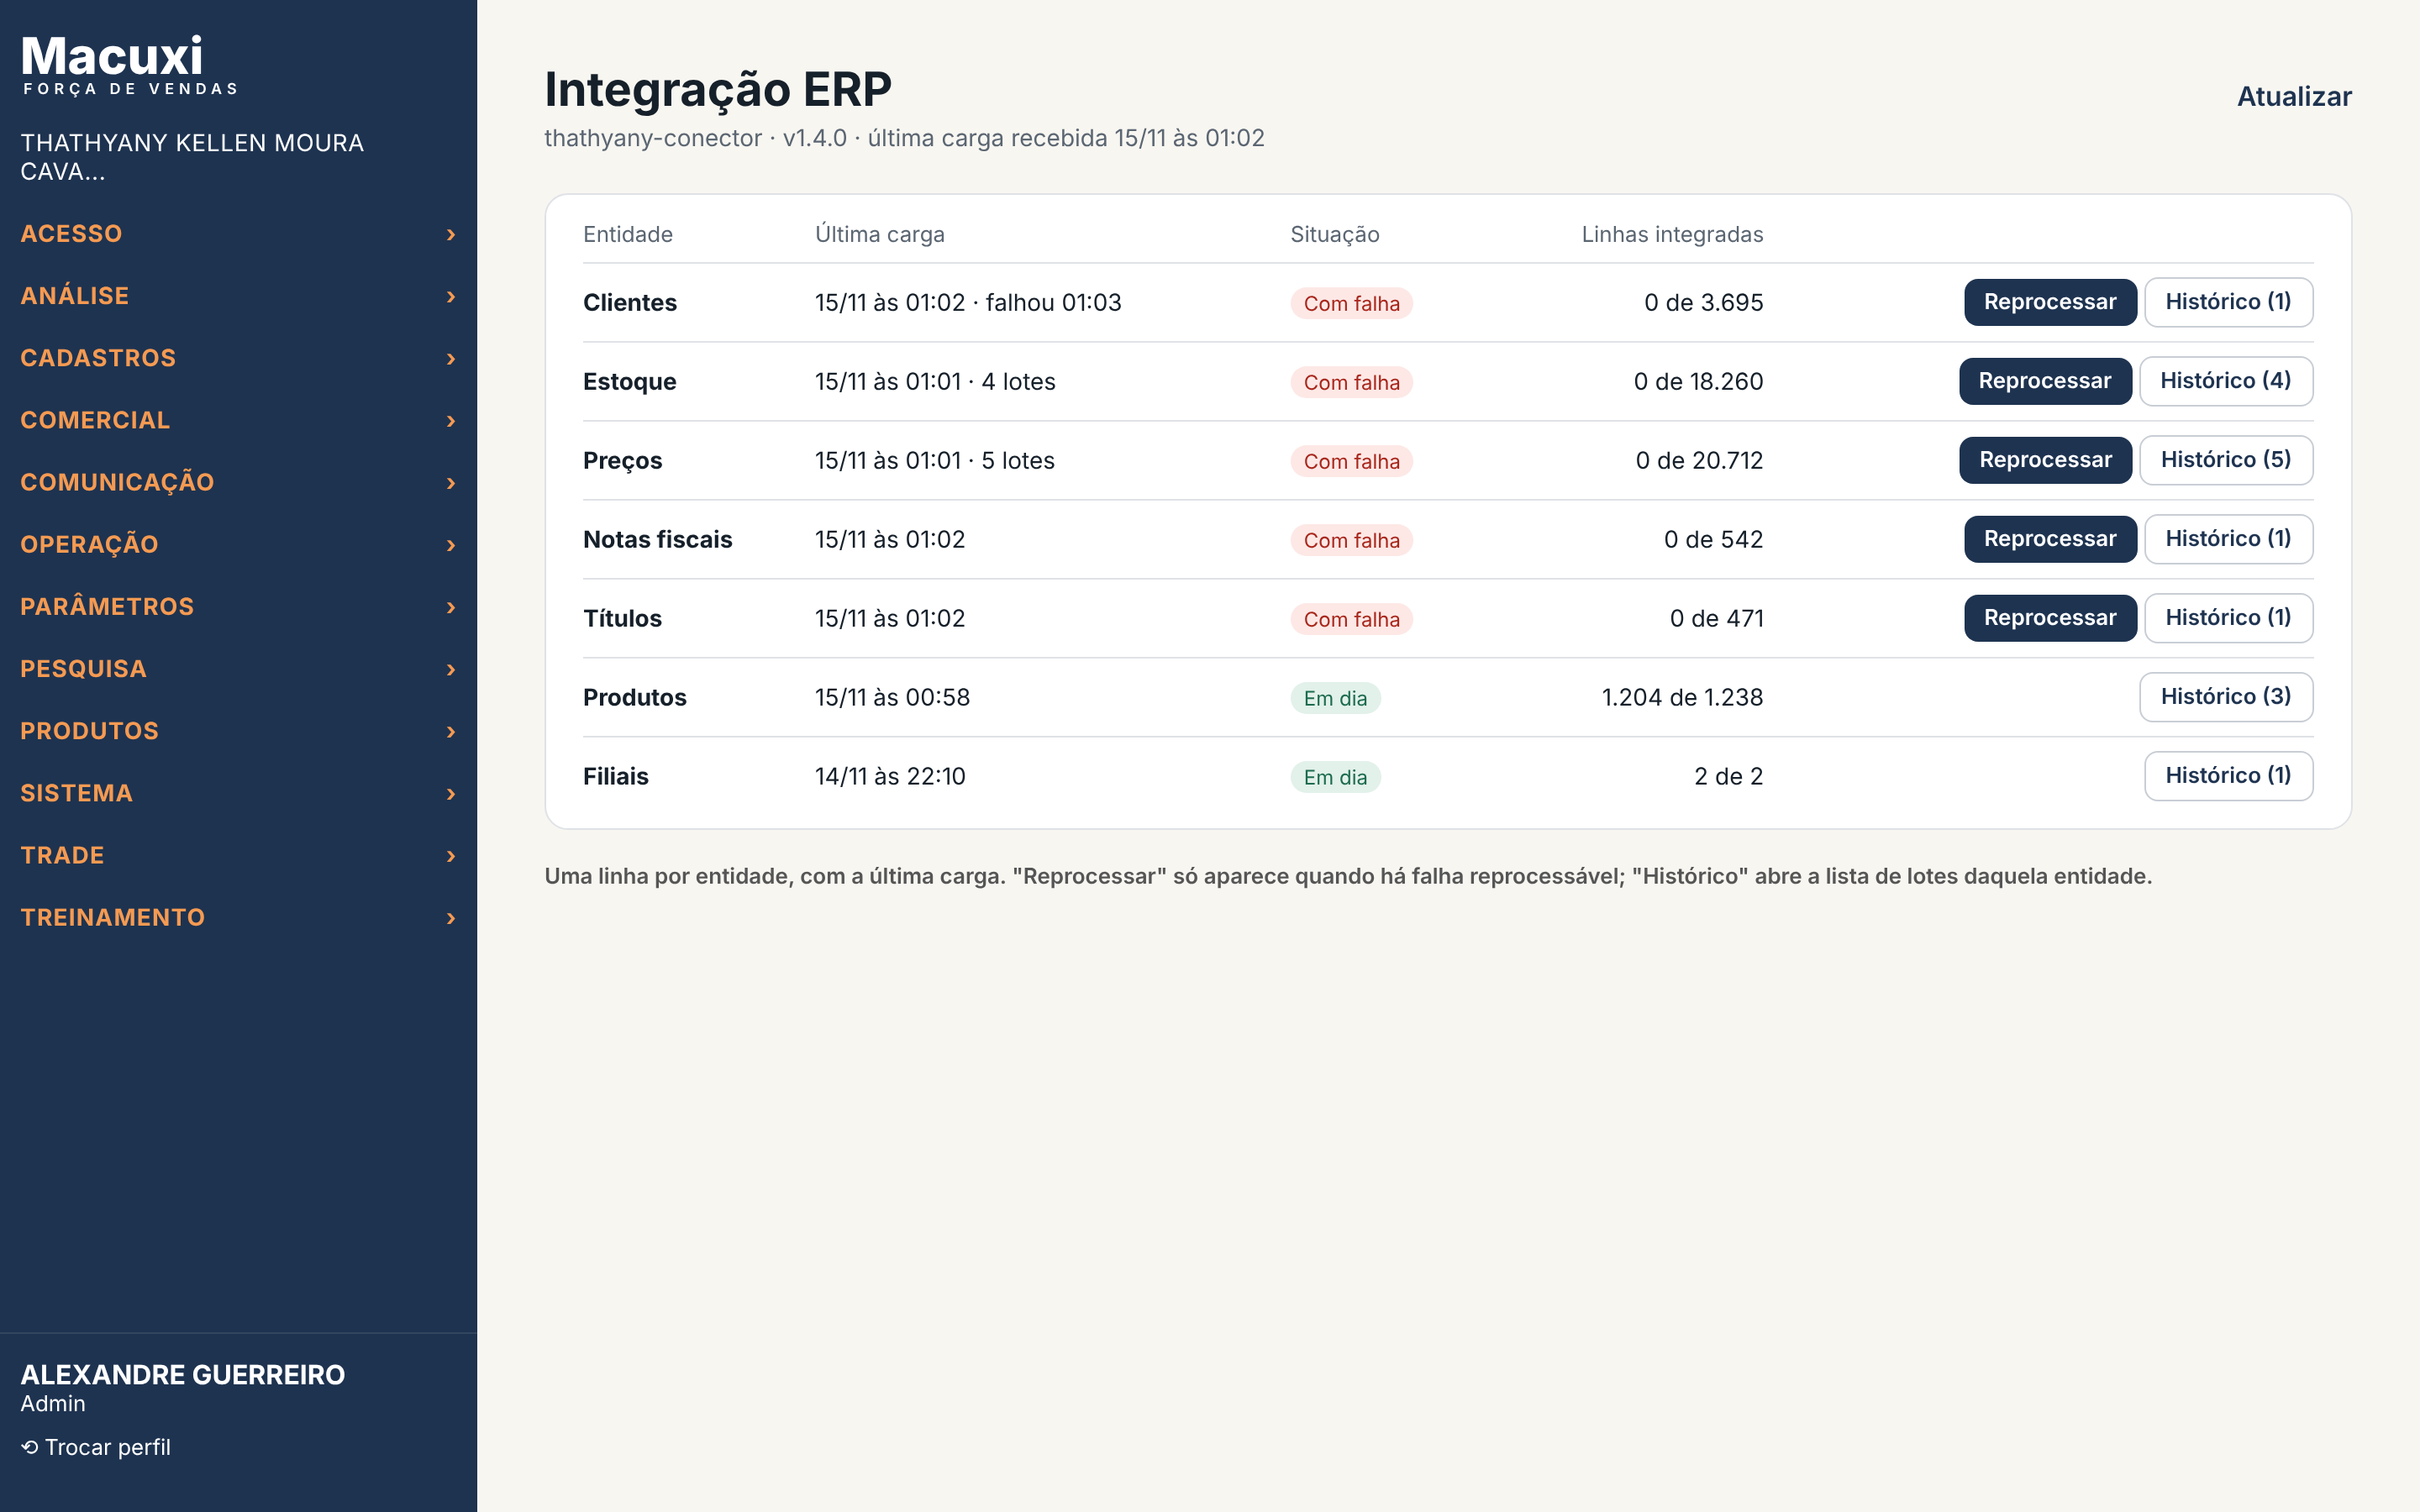 Macuxi
FORÇA DE VENDAS
THATHYANY KELLEN MOURA
CAVA...
ACESSO ›
ANÁLISE ›
CADASTROS ›
COMERCIAL ›
COMUNICAÇÃO ›
OPERAÇÃO ›
PARÂMETROS ›
PESQUISA ›
PRODUTOS ›
SISTEMA ›
TRADE ›
TREINAMENTO ›
ALEXANDRE GUERREIRO
Admin
⟲ Trocar perfil
Integração ERP
Atualizar
thathyany-conector · v1.4.0 · última carga recebida 15/11 às 01:02
Entidade Última carga Situação Linhas integradas
Clientes 15/11 às 01:02 · falhou 01:03 Com falha 0 de 3.695 Reprocessar Histórico (1)
Estoque 15/11 às 01:01 · 4 lotes Com falha 0 de 18.260 Reprocessar Histórico (4)
Preços 15/11 às 01:01 · 5 lotes Com falha 0 de 20.712 Reprocessar Histórico (5)
Notas fiscais 15/11 às 01:02 Com falha 0 de 542 Reprocessar Histórico (1)
Títulos 15/11 às 01:02 Com falha 0 de 471 Reprocessar Histórico (1)
Produtos 15/11 às 00:58 Em dia 1.204 de 1.238 Histórico (3)
Filiais 14/11 às 22:10 Em dia 2 de 2 Histórico (1)
Uma linha por entidade, com a última carga. "Reprocessar" só aparece quando há falha reprocessável; "Histórico" abre a lista de lotes daquela entidade.